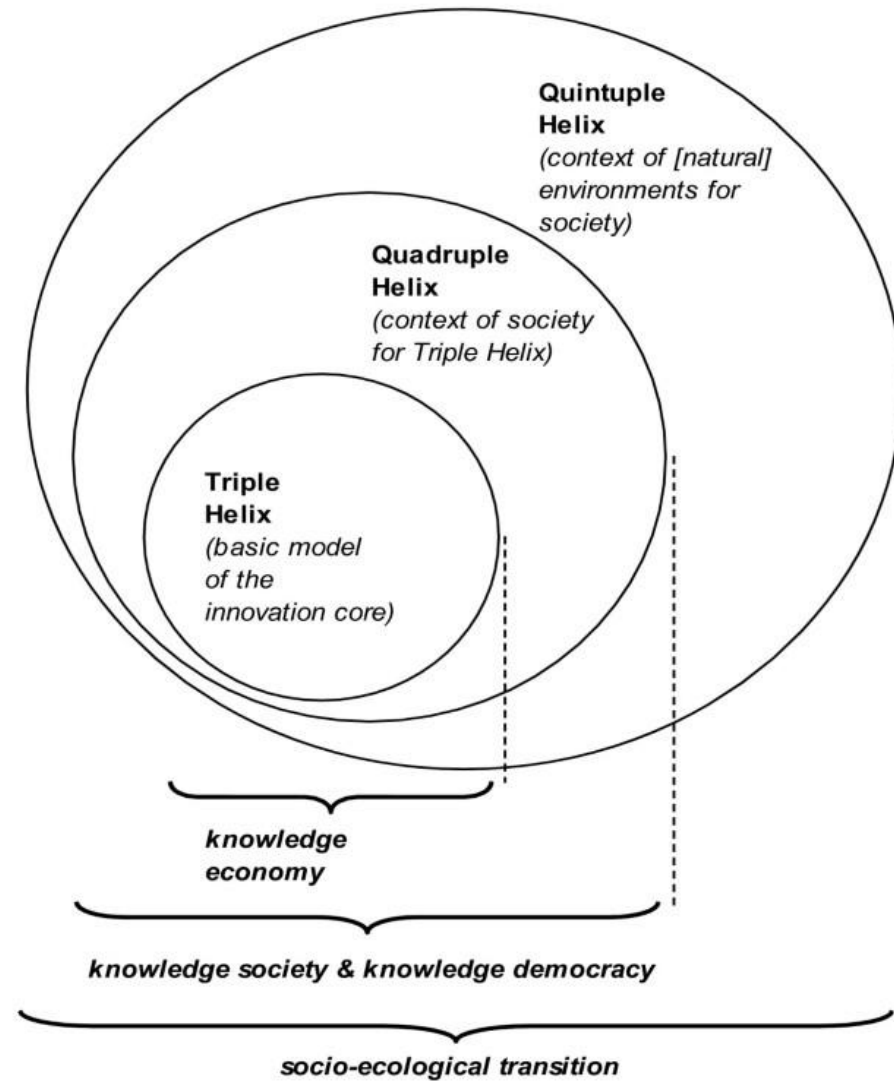 Quintuple
Helix
(context of [natural]
environments for
society)
Quadruple
Helix
(context of society
for Triple Helix)
Triple
Helix
(basic model
of the
innovation core)
knowledge
economy
knowledge society & knowledge democracy
socio-ecological transition